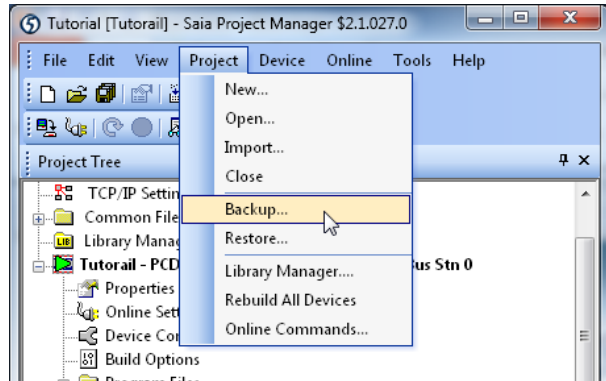 Tutorial [Tutorail] - Saia Project Manager $2.1.027.0
File Edit View Project Device Online Tools Help
New...
Open...
Import...
Close
Backup...
Restore...
Library Manager....
Rebuild All Devices
Online Commands...
Project Tree
TCP/IP Settin
Common File
LIB Library Manag
Tutorail - PCD us Stn 0
Properties
Online Sett
Device Con
Build Options